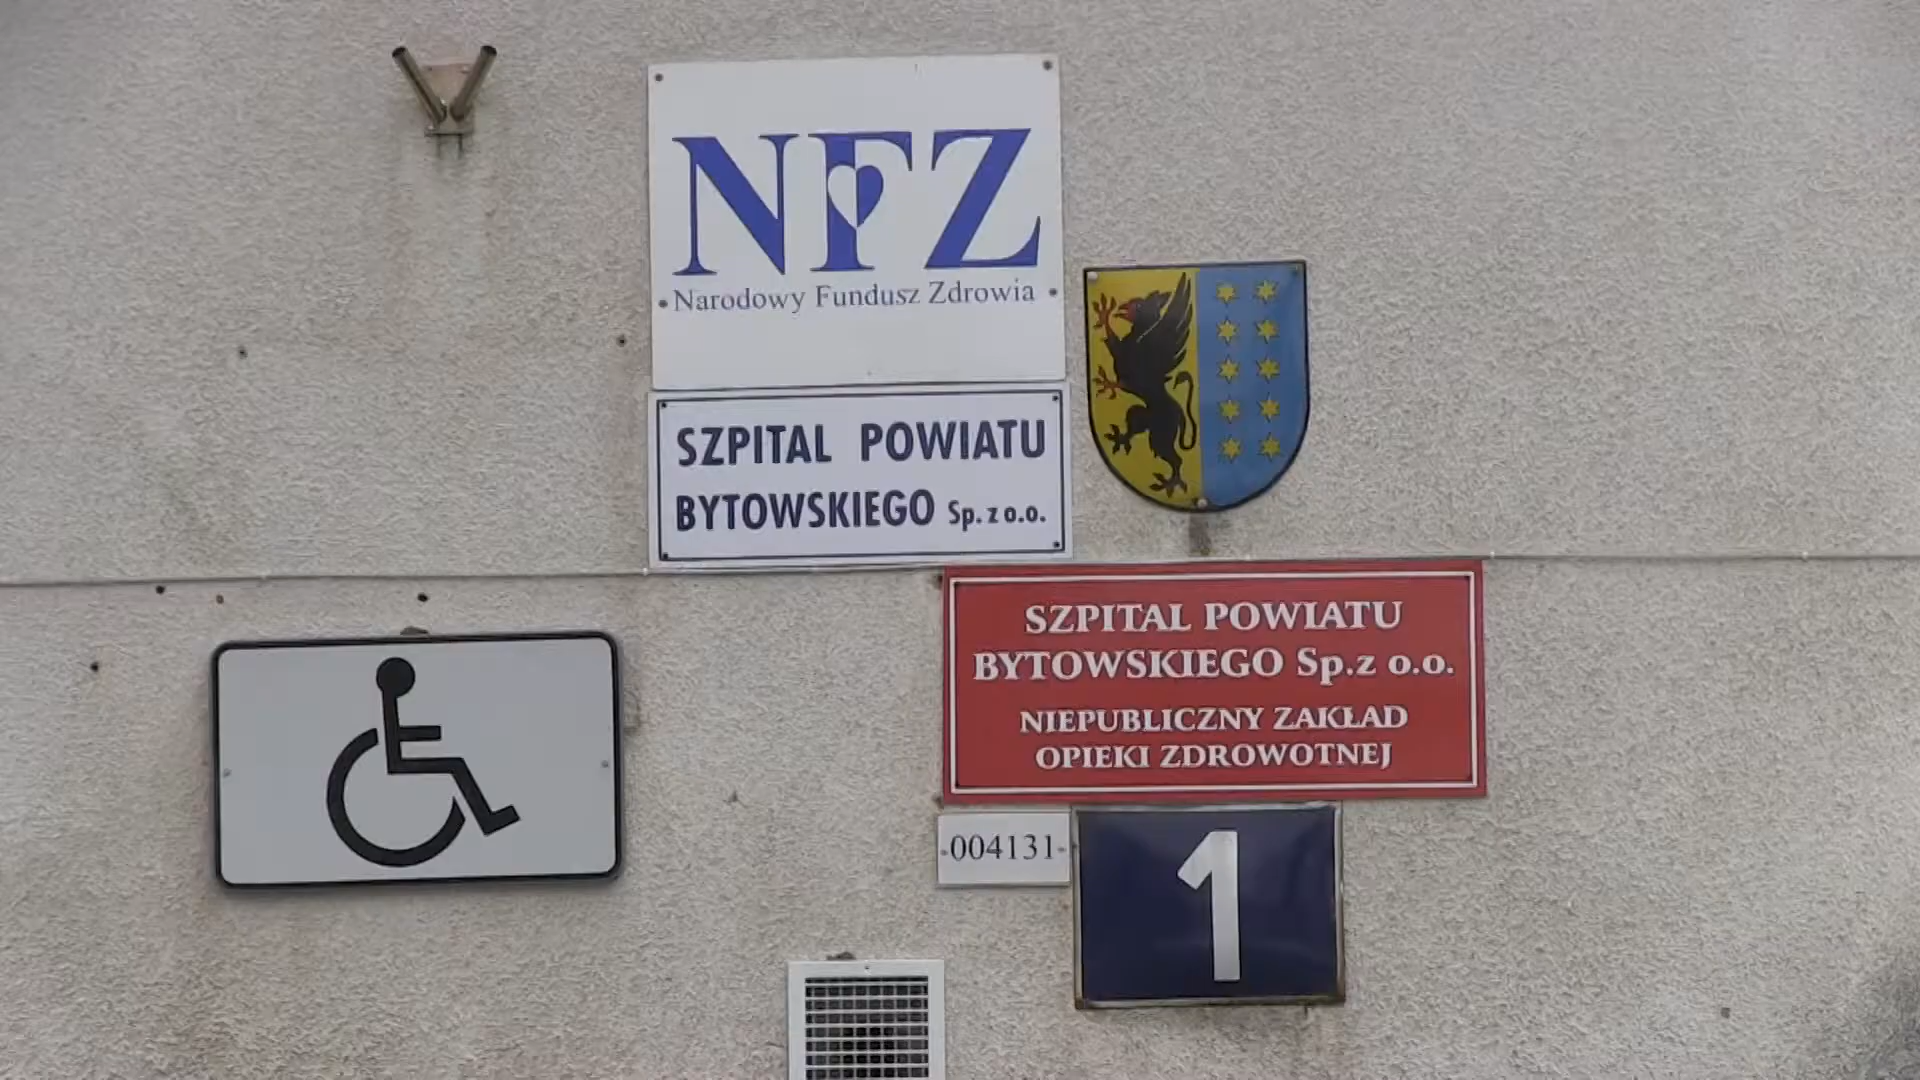 NFZ
Narodowy Fundusz Zdrowia
SZPITAL POWIATU
BYTOWSKIEGO Sp. z o.o.
SZPITAL POWIATU
BYTOWSKIEGO Sp.z o.o.
NIEPUBLICZNY ZAKŁAD
OPIEKI ZDROWOTNEJ
004131
1